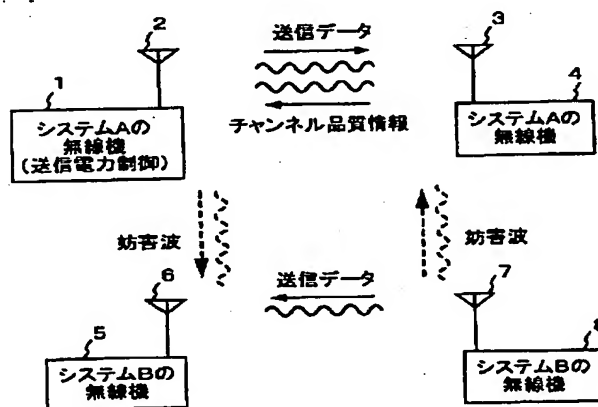 2
送信データ
3
1
4
システムAの
無線機
(送信電力制御)
チャンネル品質情報
システムAの
無線機
妨害波
妨害波
6
送信データ
7
5
8
システムBの
無線機
システムBの
無線機